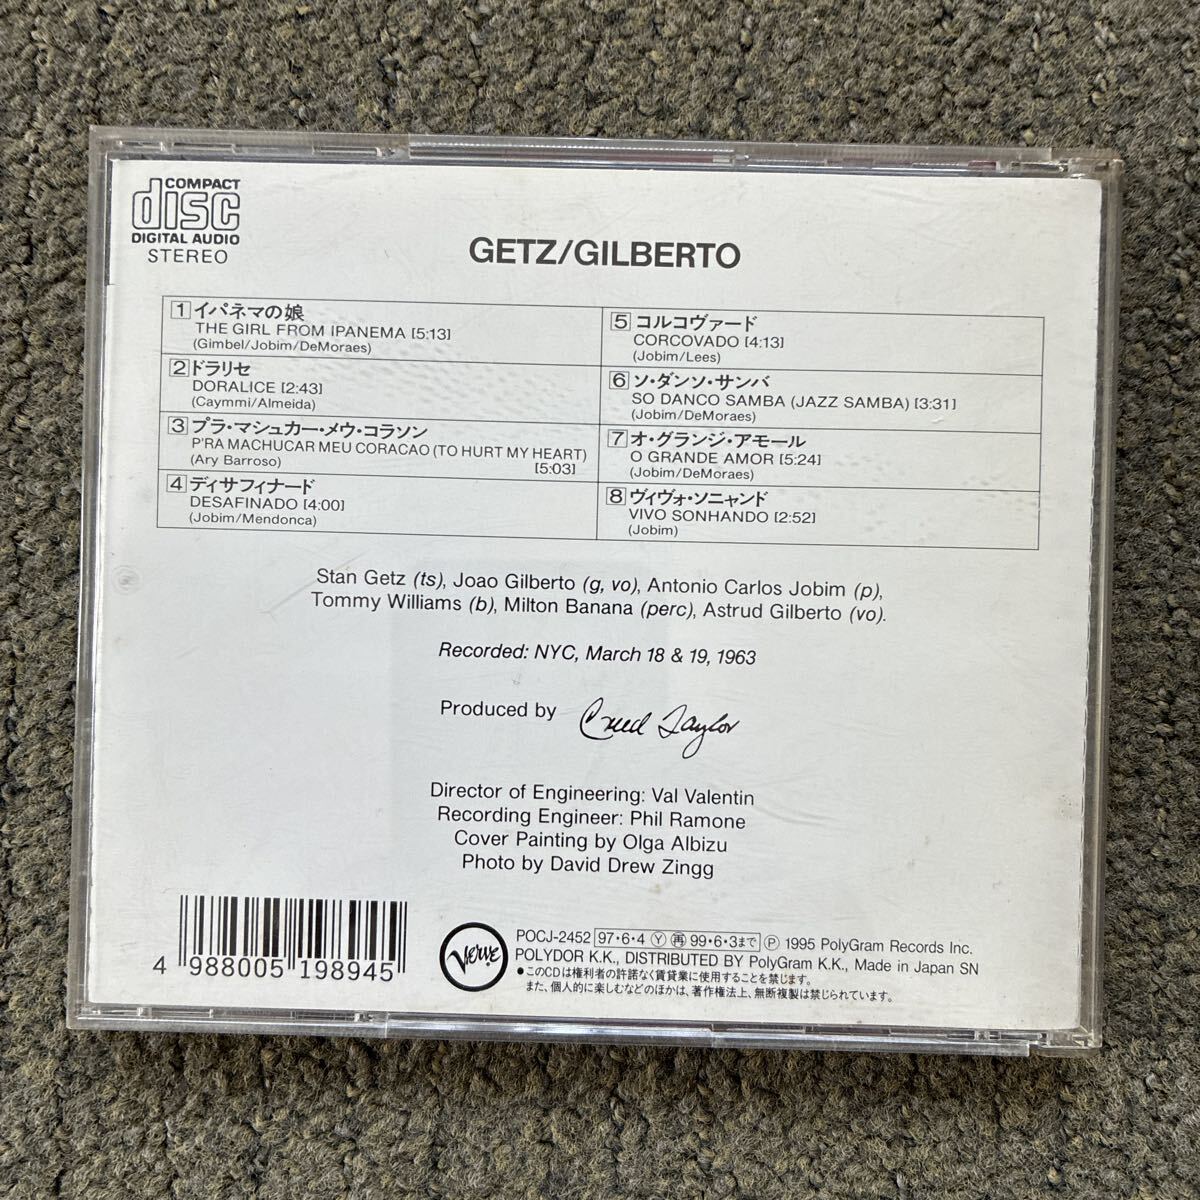 COMPACT
disc
DIGITAL AUDIO
STEREO
GETZ/GILBERTO
1 イパネマの娘
THE GIRL FROM IPANEMA [5:13]
(Gimbel/Jobim/DeMoraes)
2 ドラリセ
DORALICE [2:43]
(Caymmi/Almeida)
3 プラ・マシュカー・メウ・コラソン
P'RA MACHUCAR MEU CORACAO (TO HURT MY HEART)
(Ary Barroso) [5:03]
4 ディサフィナード
DESAFINADO [4:00]
(Jobim/Mendonca)
5 コルコヴァード
CORCOVADO [4:13]
(Jobim/Lees)
6 ソ・ダンソ・サンバ
SO DANCO SAMBA (JAZZ SAMBA) [3:31]
(Jobim/DeMoraes)
7 オ・グランジ・アモール
O GRANDE AMOR [5:24]
(Jobim/DeMoraes)
8 ヴィヴォ・ソニャンド
VIVO SONHANDO [2:52]
(Jobim)
Stan Getz (ts), Joao Gilberto (g, vo), Antonio Carlos Jobim (p),
Tommy Williams (b), Milton Banana (perc), Astrud Gilberto (vo).
Recorded: NYC, March 18 & 19, 1963
Produced by Creed Taylor
Director of Engineering: Val Valentin
Recording Engineer: Phil Ramone
Cover Painting by Olga Albizu
Photo by David Drew Zingg
4 988005 198945
Verve
POCJ-2452 97・6・4 Ⓨ ㊢ 99・6・3まで Ⓟ 1995 PolyGram Records Inc.
POLYDOR K.K., DISTRIBUTED BY PolyGram K.K., Made in Japan SN
●このCDは権利者の許諾なく賃貸業に使用することを禁じます。
また、個人的に楽しむなどのほかは、著作権法上、無断複製は禁じられています。